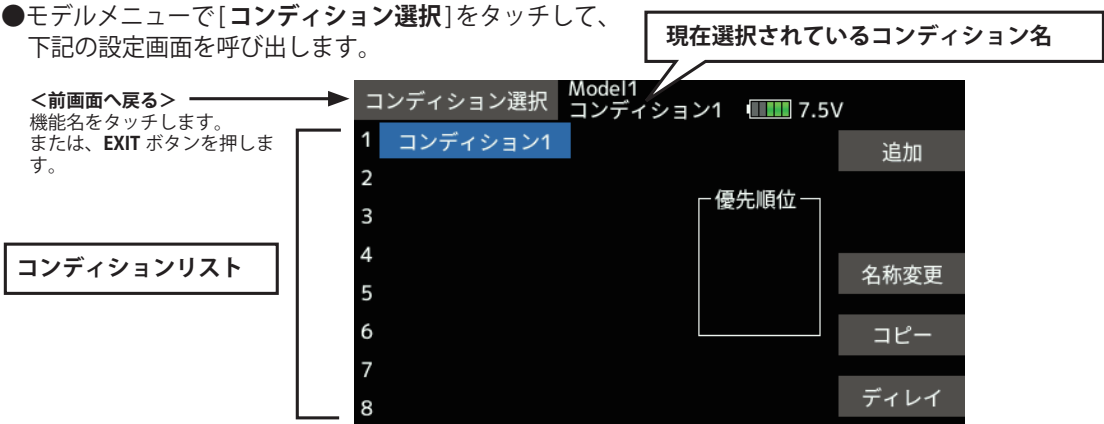 ●モデルメニューで[コンディション選択]をタッチして、
下記の設定画面を呼び出します。
現在選択されているコンディション名
＜前画面へ戻る＞
機能名をタッチします。
または、EXIT ボタンを押しま
す。
コンディション選択
Model1
コンディション1
7.5V
1 コンディション1
追加
2
優先順位
3
コンディションリスト
4
名称変更
5
6
コピー
7
ディレイ
8